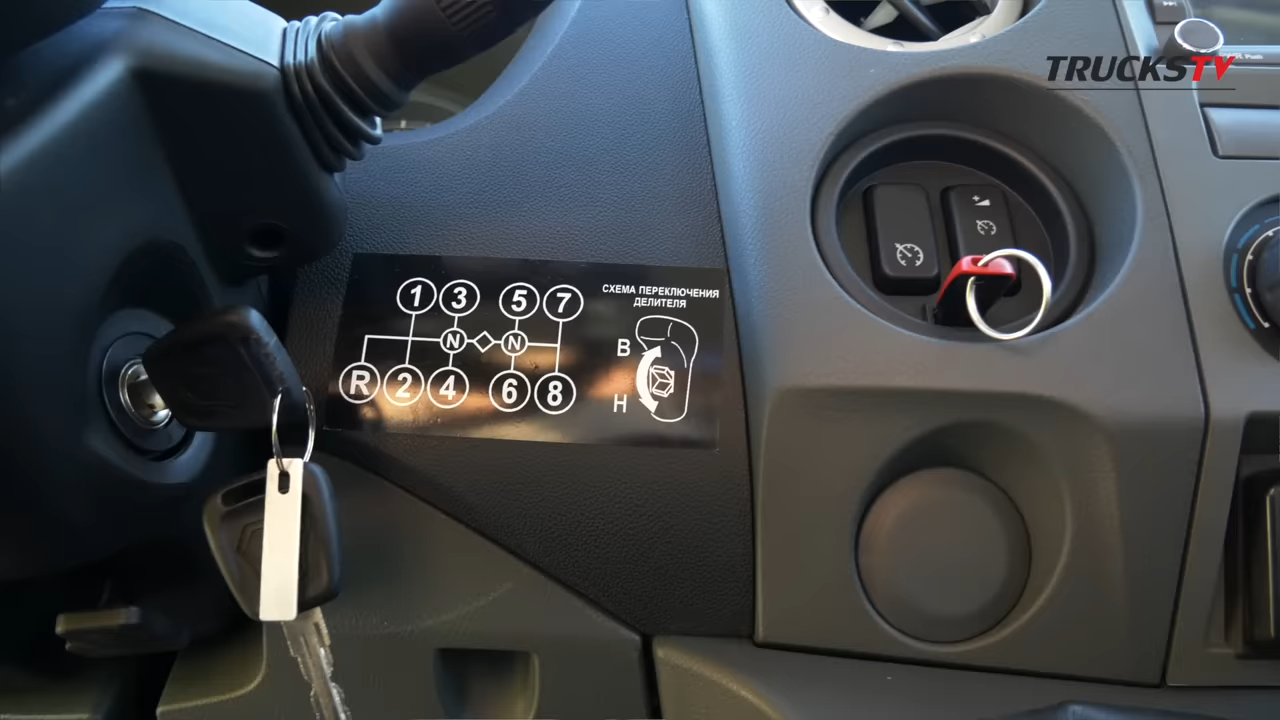 TRUCKSTV
1 3 5 7
СХЕМА ПЕРЕКЛЮЧЕНИЯ
ДЕЛИТЕЛЯ
N N
В
R 2 4 6 8
Н